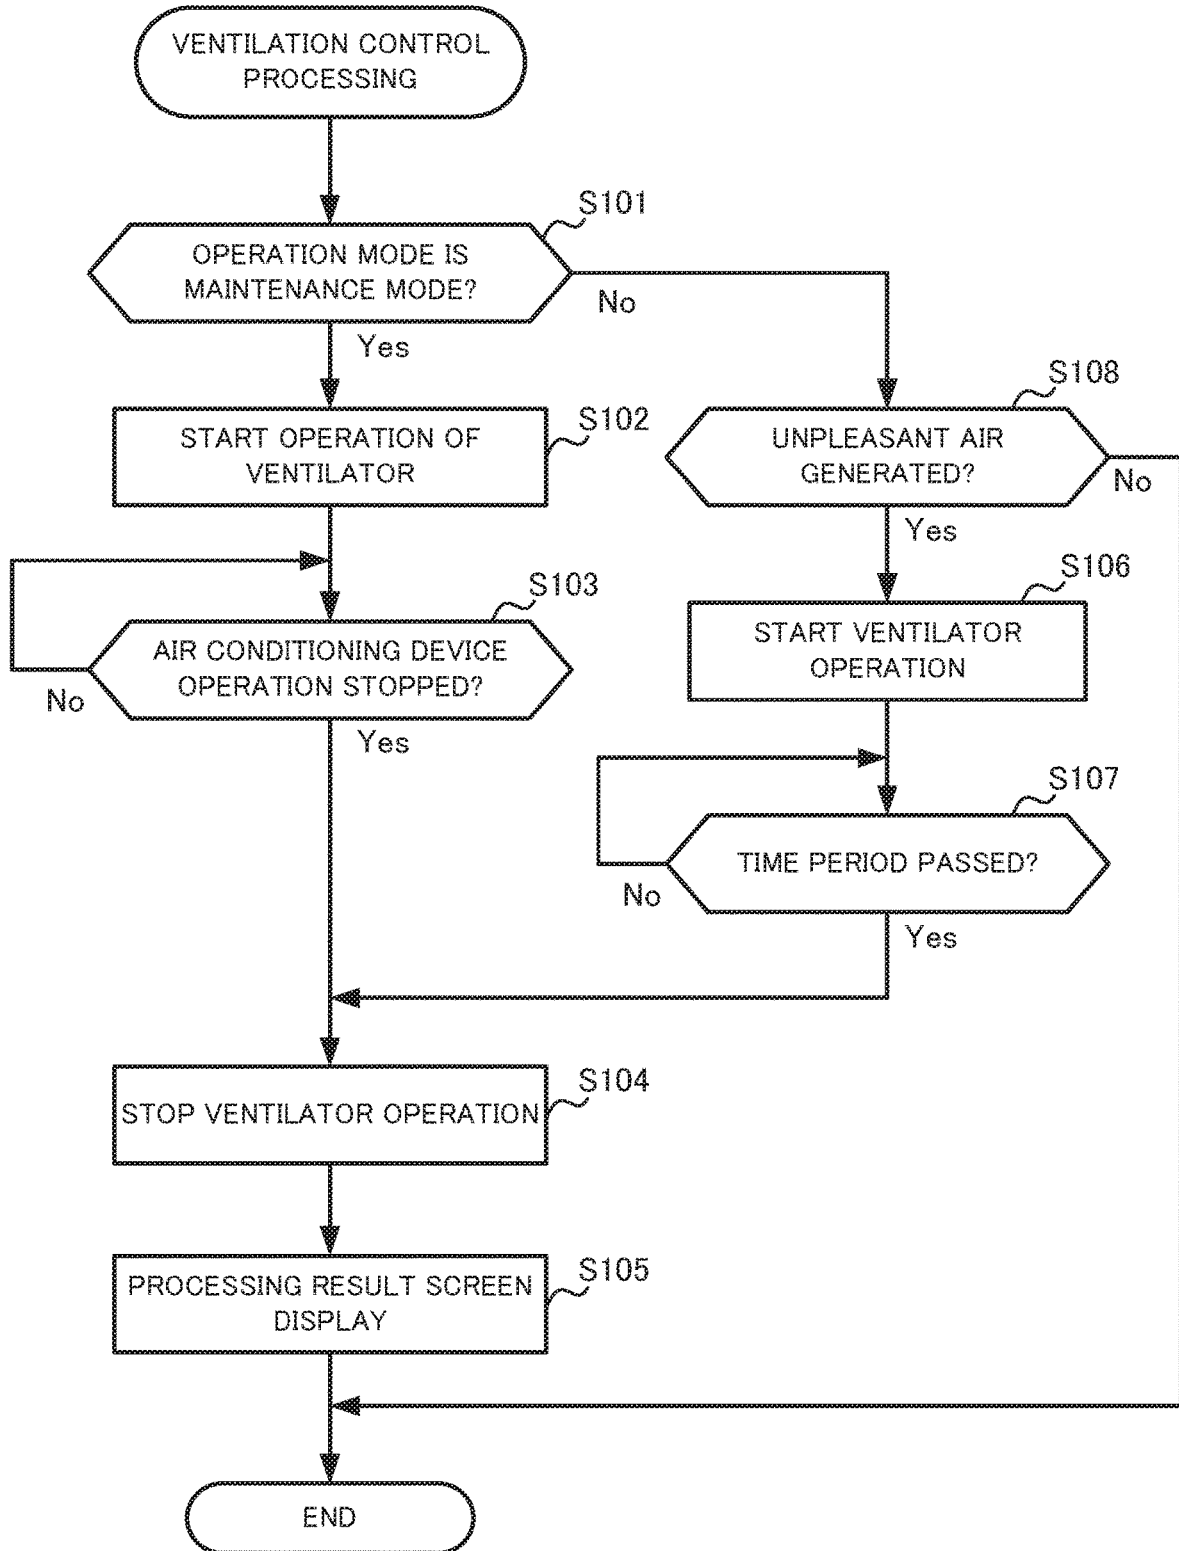 VENTILATION CONTROL
PROCESSING
S101
OPERATION MODE IS
MAINTENANCE MODE?
No
Yes
S102
START OPERATION OF
VENTILATOR
S108
UNPLEASANT AIR
GENERATED?
No
Yes
S103
AIR CONDITIONING DEVICE
OPERATION STOPPED?
No
Yes
S106
START VENTILATOR
OPERATION
S107
TIME PERIOD PASSED?
No
Yes
S104
STOP VENTILATOR OPERATION
S105
PROCESSING RESULT SCREEN
DISPLAY
END